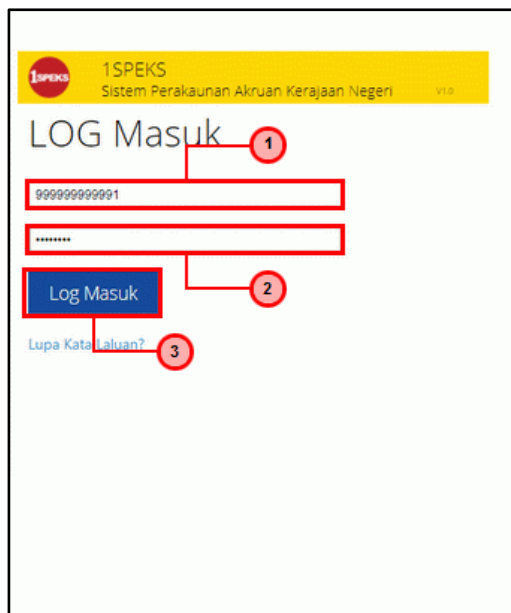 1SPEKS
1SPEKS
Sistem Perakaunan Akruan Kerajaan Negeri V1.0
LOG Masuk
1
999999999991
********
2
Log Masuk
Lupa Kata Laluan?
3